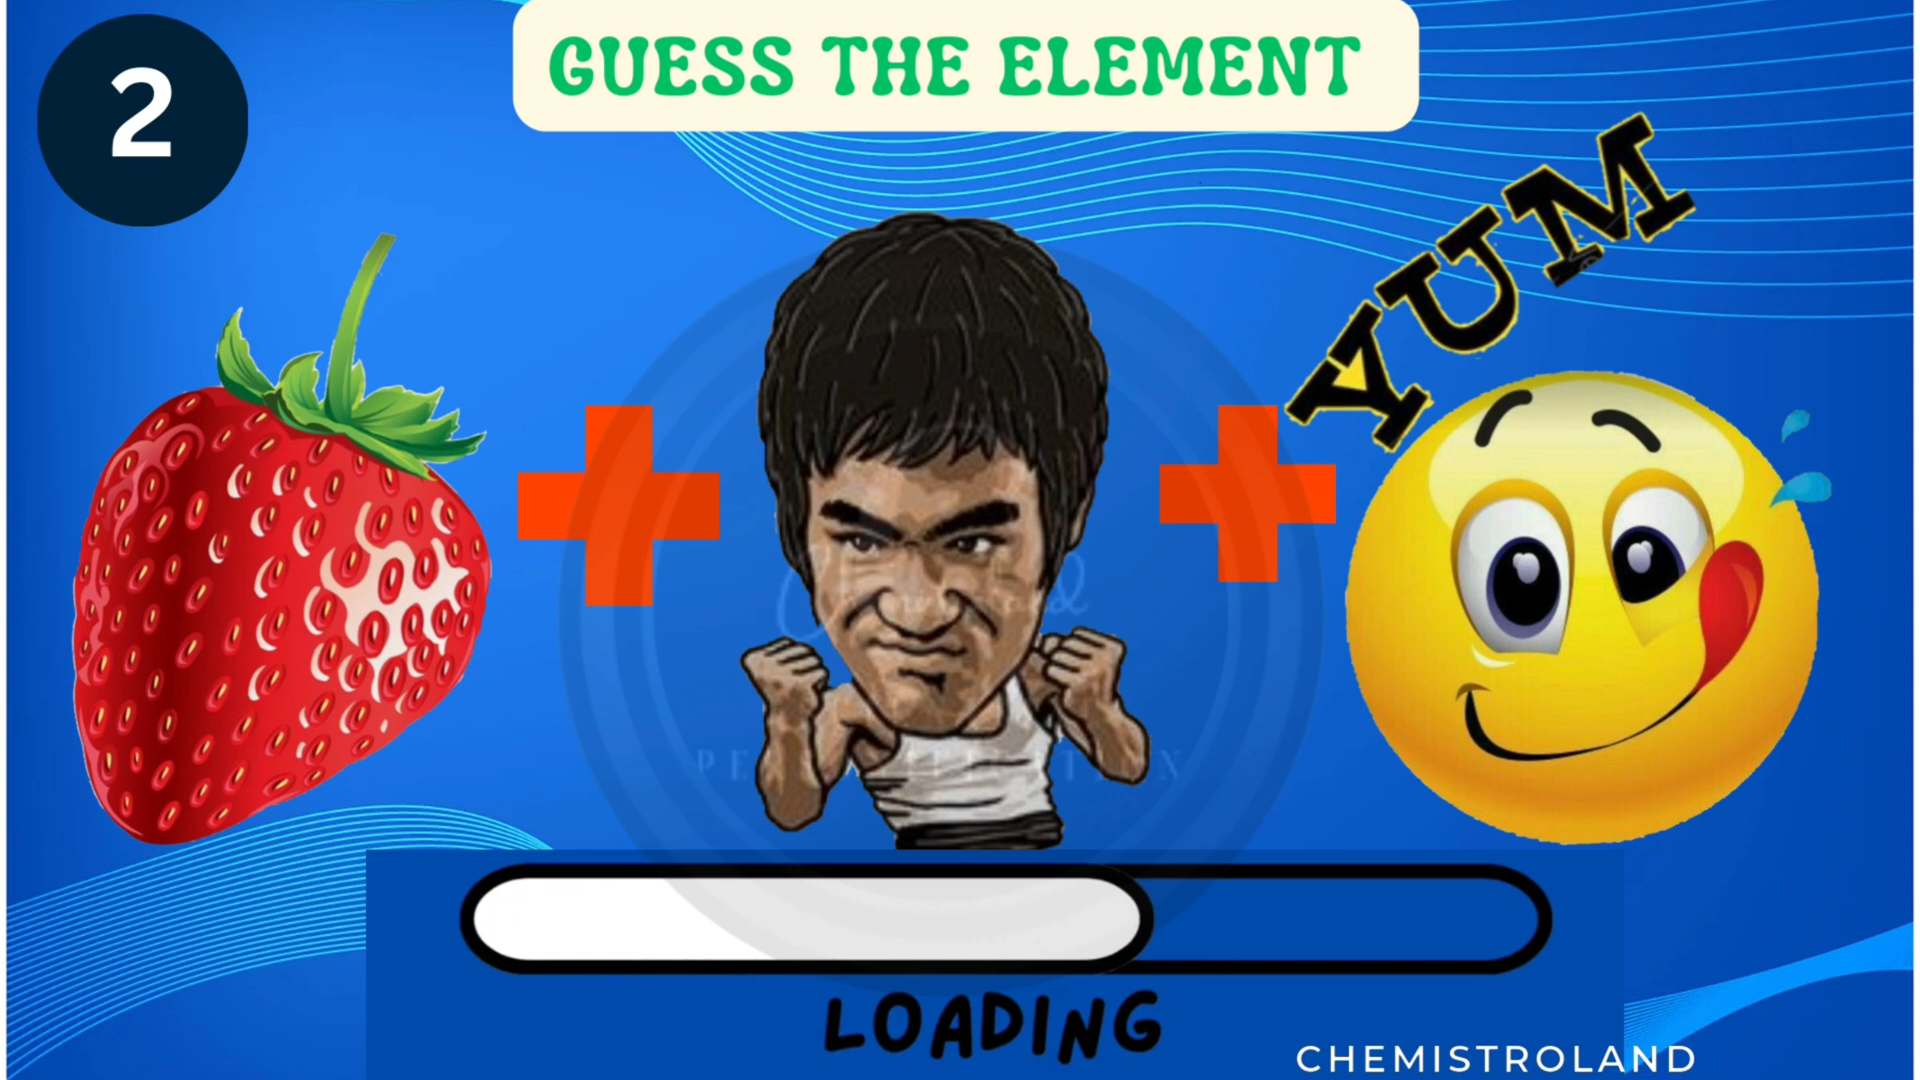 2
GUESS THE ELEMENT
YUM
LOADING
CHEMISTROLAND